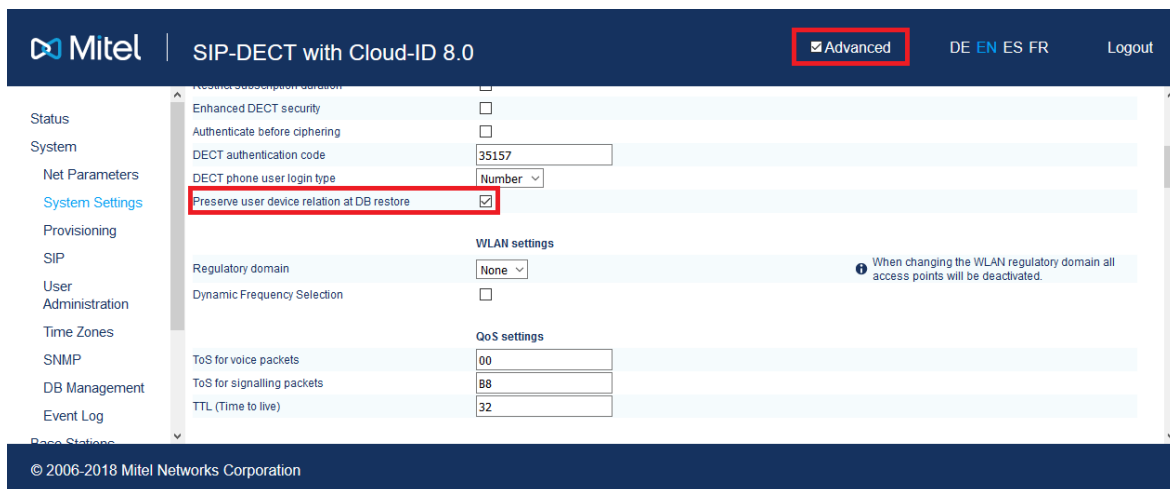 Mitel
SIP-DECT with Cloud-ID 8.0
Advanced
DE EN ES FR
Logout
Status
System
Net Parameters
System Settings
Provisioning
SIP
User
Administration
Time Zones
SNMP
DB Management
Event Log
Base Stations
Restrict subscription duration
Enhanced DECT security
Authenticate before ciphering
DECT authentication code 35157
DECT phone user login type Number
Preserve user device relation at DB restore
WLAN settings
Regulatory domain None
When changing the WLAN regulatory domain all
access points will be deactivated.
Dynamic Frequency Selection
QoS settings
ToS for voice packets 00
ToS for signalling packets B8
TTL (Time to live) 32
© 2006-2018 Mitel Networks Corporation